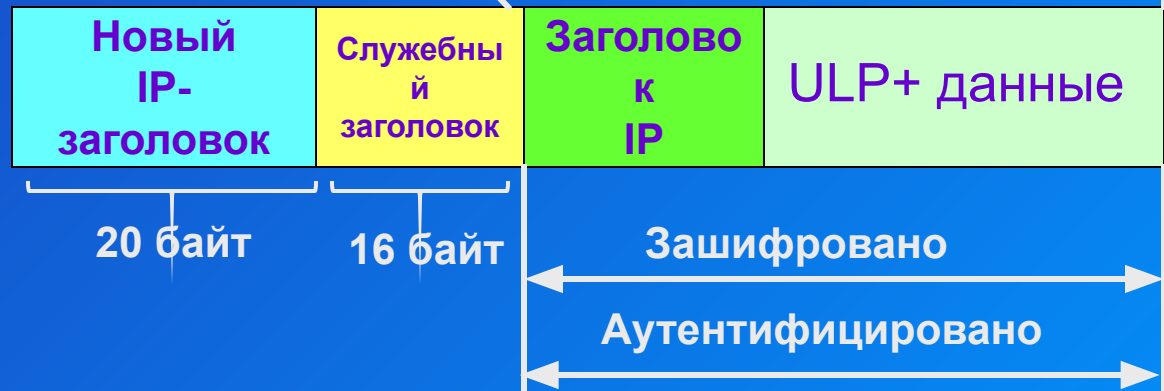 Новый
IP-
заголовок
Служебны
й
заголовок
Заголово
к
IP
ULP+ данные
20 байт
16 байт
Зашифровано
Аутентифицировано